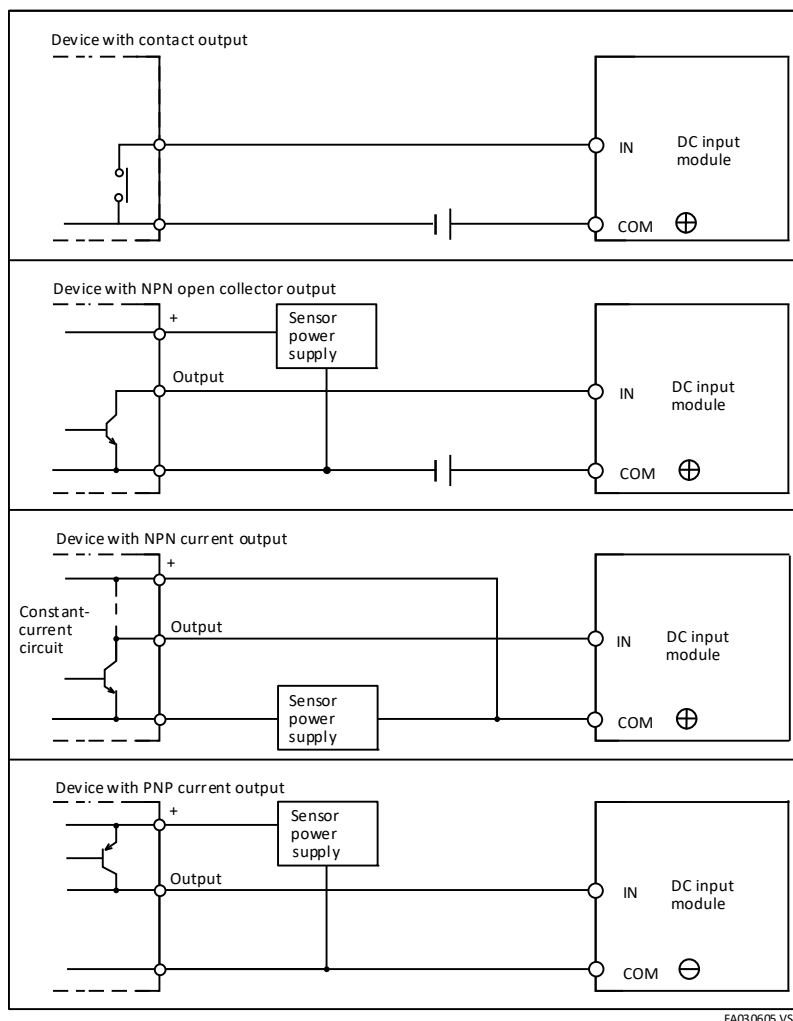 Device with contact output
IN
DC input
module
COM ⊕
Device with NPN open collector output
+
Sensor
power
supply
Output
IN
DC input
module
COM ⊕
Device with NPN current output
+
Constant-
current
circuit
Output
IN
DC input
module
Sensor
power
supply
COM ⊕
Device with PNP current output
+
Sensor
power
supply
Output
IN
DC input
module
COM ⊖
FA030605.VS